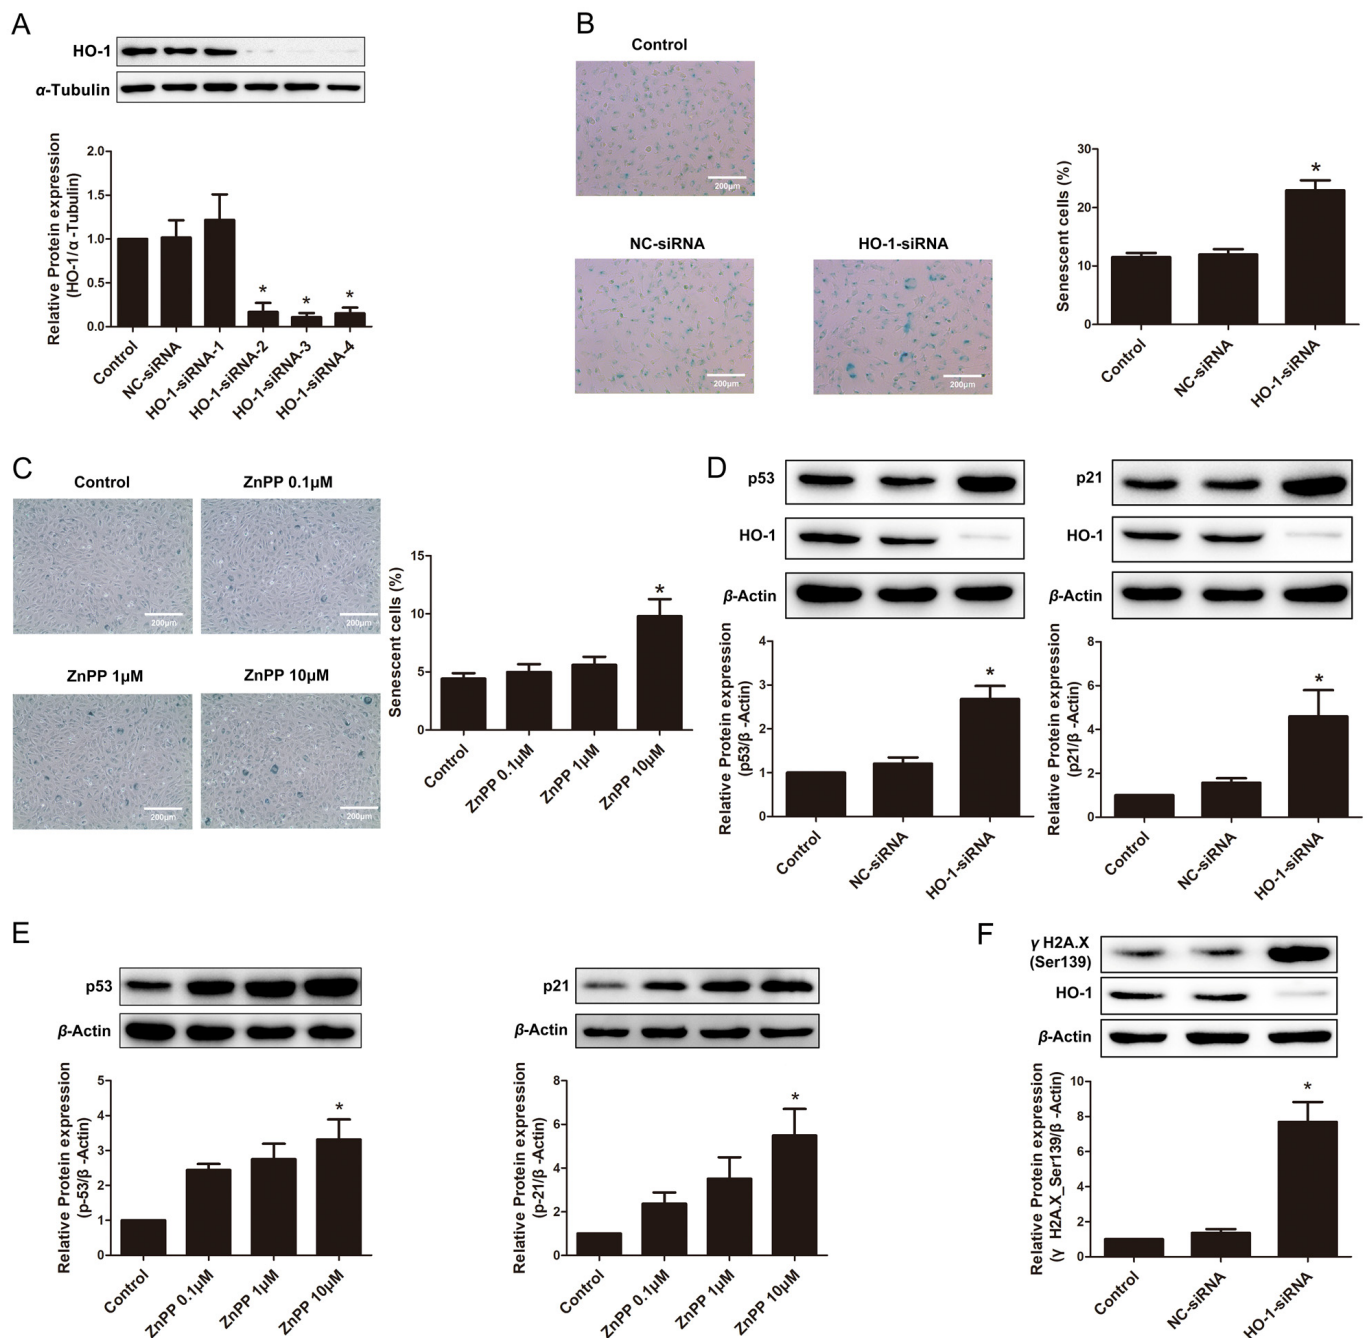 A
HO-1
α-Tubulin
Relative Protein expression
(HO-1/α -Tubulin)
2.0
1.5
1.0
0.5
0.0
*
*
*
Control
NC-siRNA
HO-1-siRNA-1
HO-1-siRNA-2
HO-1-siRNA-3
HO-1-siRNA-4
B
Control
200µm
NC-siRNA
200µm
HO-1-siRNA
200µm
Senescent cells (%)
30
20
10
0
*
Control
NC-siRNA
HO-1-siRNA
C
Control
200µm
ZnPP 0.1µM
200µm
ZnPP 1µM
200µm
ZnPP 10µM
200µm
Senescent cells (%)
15
10
5
0
*
Control
ZnPP 0.1µM
ZnPP 1µM
ZnPP 10µM
D
p53
HO-1
β-Actin
Relative Protein expression
(p53/β -Actin)
4
3
2
1
0
*
Control
NC-siRNA
HO-1-siRNA
p21
HO-1
β-Actin
Relative Protein expression
(p21/β -Actin)
8
6
4
2
0
*
Control
NC-siRNA
HO-1-siRNA
E
p53
β-Actin
Relative Protein expression
(p-53/β -Actin)
5
4
3
2
1
0
*
Control
ZnPP 0.1µM
ZnPP 1µM
ZnPP 10µM
p21
β-Actin
Relative Protein expression
(p-21/β -Actin)
8
6
4
2
0
*
Control
ZnPP 0.1µM
ZnPP 1µM
ZnPP 10µM
F
γ H2A.X
(Ser139)
HO-1
β-Actin
Relative Protein expression
(γ H2A.X_Ser139/β -Actin)
10
8
6
4
2
0
*
Control
NC-siRNA
HO-1-siRNA